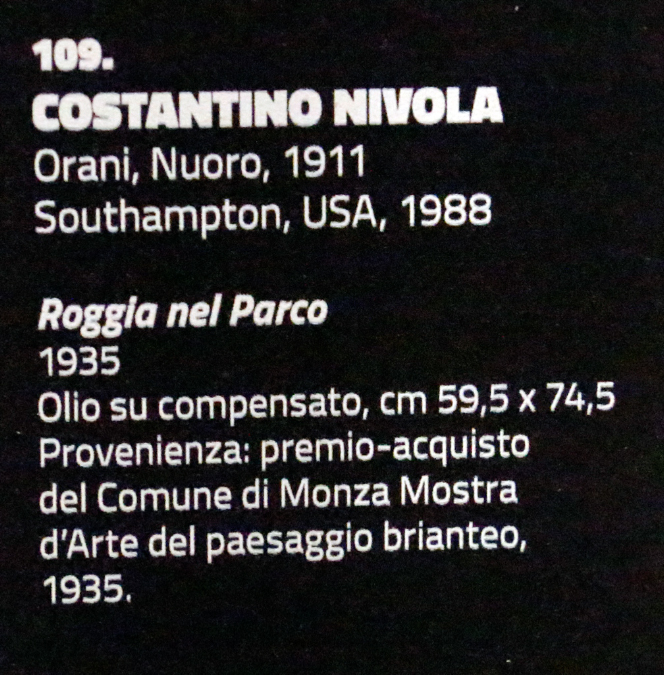 109.
COSTANTINO NIVOLA
Orani, Nuoro, 1911
Southampton, USA, 1988
Roggia nel Parco
1935
Olio su compensato, cm 59,5 x 74,5
Provenienza: premio-acquisto
del Comune di Monza Mostra
d'Arte del paesaggio brianteo,
1935.